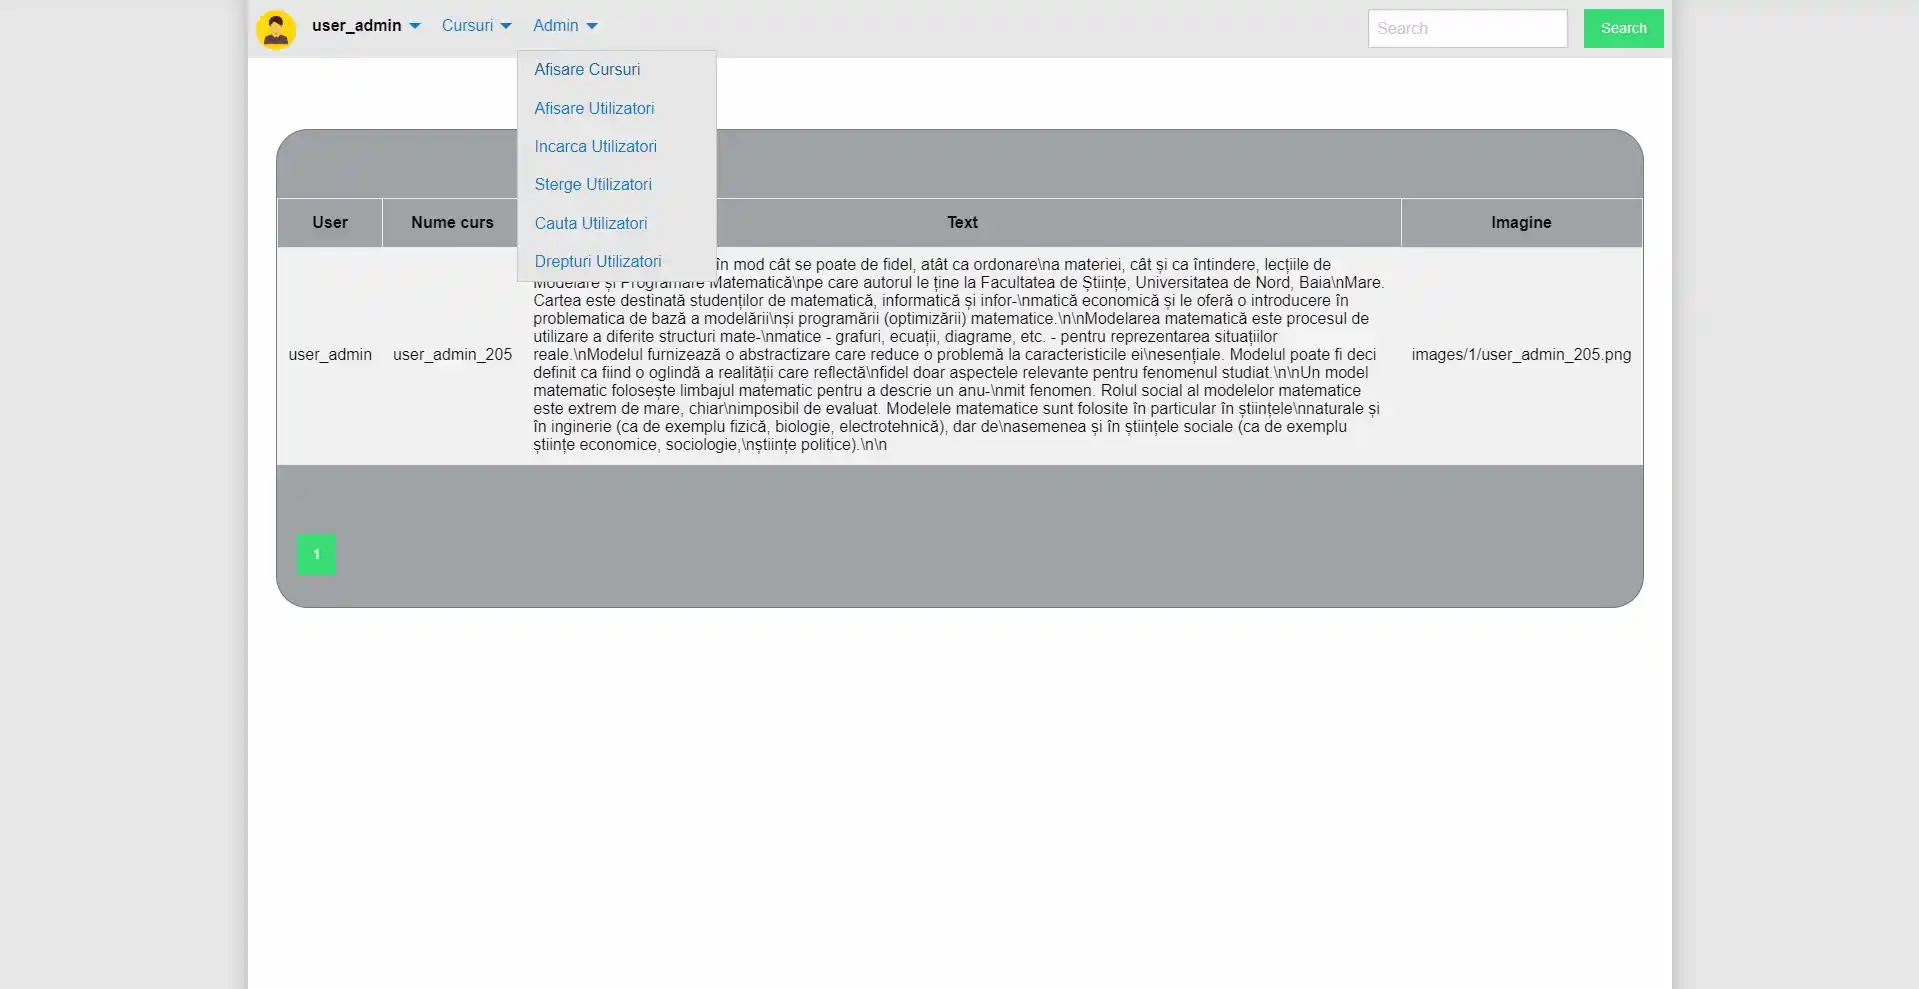 user_admin Cursuri Admin Search Search
Afisare Cursuri
Afisare Utilizatori
Incarca Utilizatori
Sterge Utilizatori
Cauta Utilizatori
Drepturi Utilizatori
User Nume curs Text Imagine
în mod cât se poate de fidel, atât ca ordonare\na materiei, cât și ca întindere, lecțiile de
Modelare și Programare Matematică\npe care autorul le ține la Facultatea de Științe, Universitatea de Nord, Baia\nMare.
Cartea este destinată studenților de matematică, informatică și infor-\nmatică economică și le oferă o introducere în
problematica de bază a modelării\nși programării (optimizării) matematice.\n\nModelarea matematică este procesul de
utilizare a diferite structuri mate-\nmatice - grafuri, ecuații, diagrame, etc. - pentru reprezentarea situațiilor
user_admin user_admin_205 reale.\nModelul furnizează o abstractizare care reduce o problemă la caracteristicile ei\nesențiale. Modelul poate fi deci images/1/user_admin_205.png
definit ca fiind o oglindă a realității care reflectă\nfidel doar aspectele relevante pentru fenomenul studiat.\n\nUn model
matematic folosește limbajul matematic pentru a descrie un anu-\nmit fenomen. Rolul social al modelelor matematice
este extrem de mare, chiar\nimposibil de evaluat. Modelele matematice sunt folosite în particular în științele\nnaturale și
în inginerie (ca de exemplu fizică, biologie, electrotehnică), dar de\nasemenea și în științele sociale (ca de exemplu
științe economice, sociologie,\nștiințe politice).\n\n
1